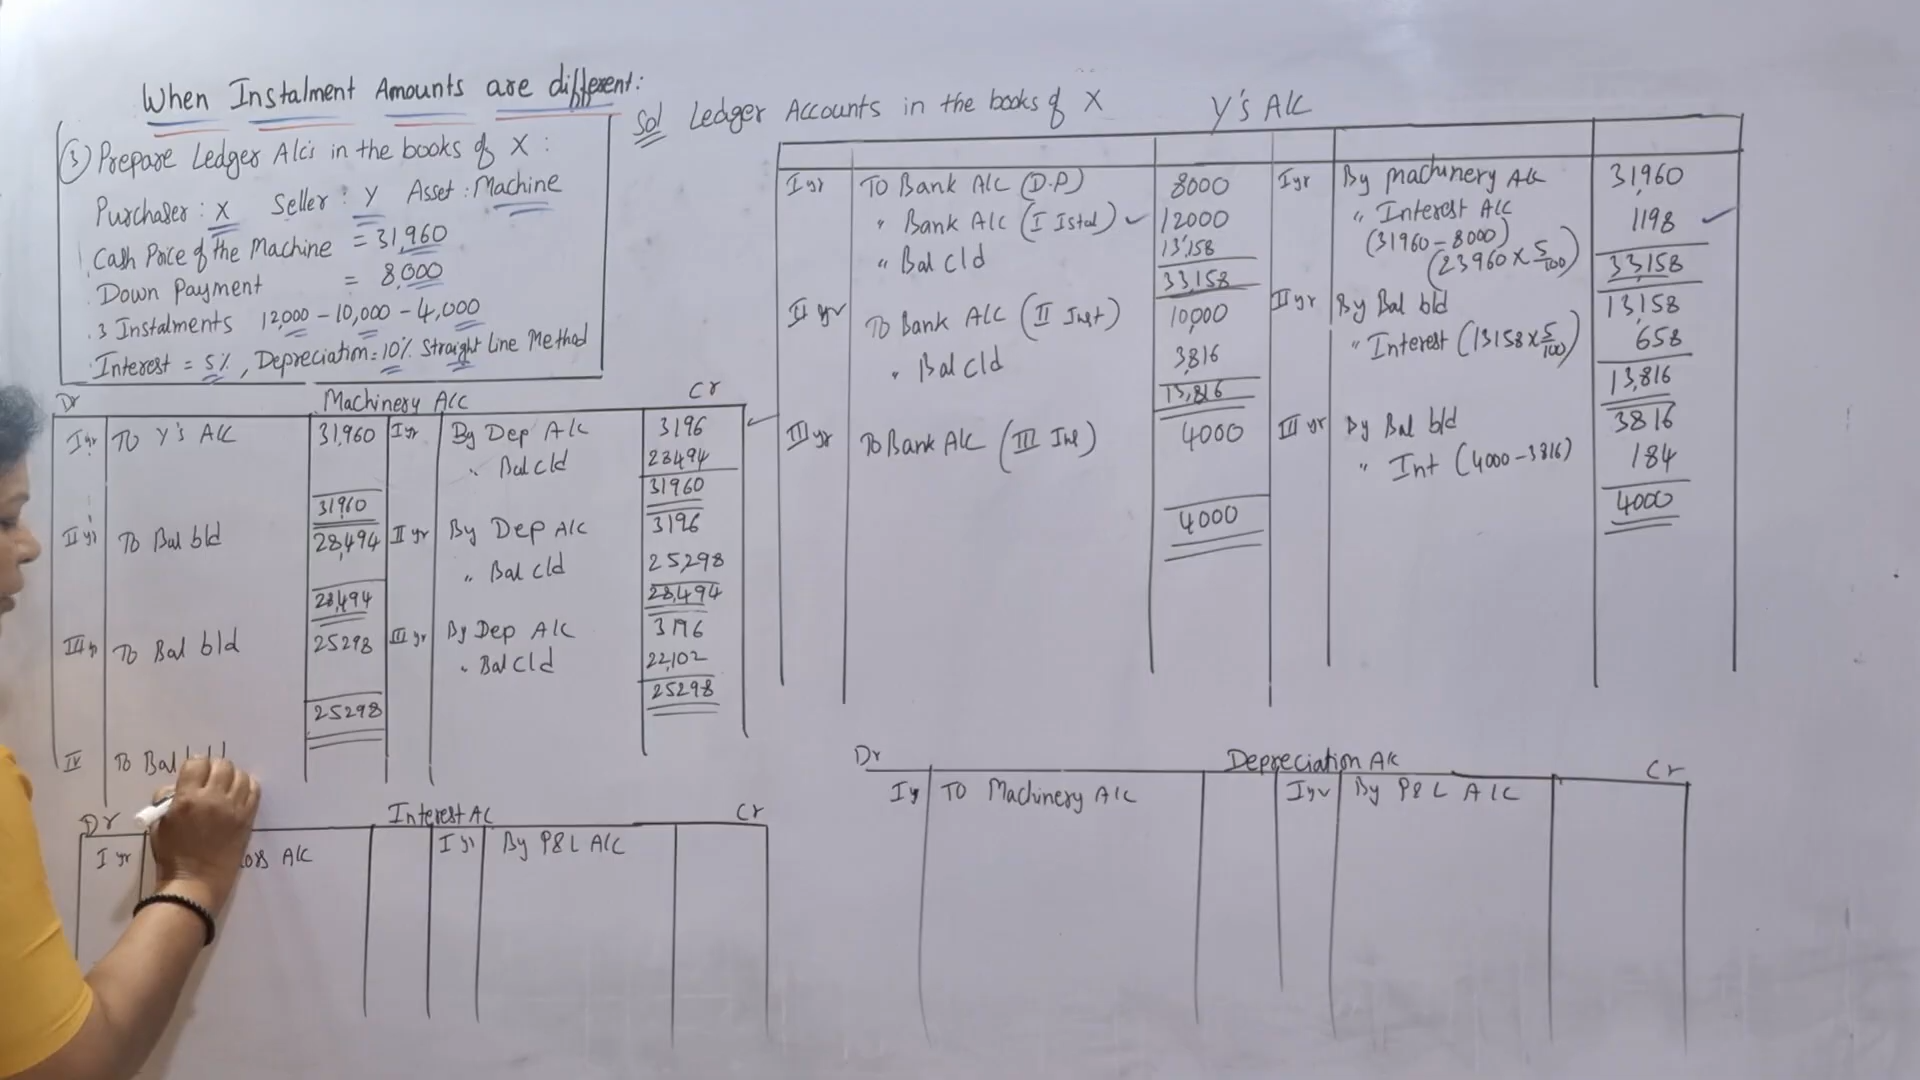 When Instalment Amounts are different:
③ Prepare Ledger A/c's in the books of X :
Purchaser : X Seller : Y Asset : Machine
Cash Price of the Machine = 31,960
Down Payment = 8,000
3 Instalments 12,000 - 10,000 - 4,000
Interest = 5%, Depreciation = 10% Straight Line Method
Sol Ledger Accounts in the books of X
Y's A/C
I yr To Bank A/C (D.P) 8000 I yr By machinery A/c 31,960
" Bank A/C (I Istal) ✓ 12000 " Interest A/c 1198 ✓
(31960 - 8000)
" Bal c/d 13,158 (23960 × 5/100)
33,158 33,158
II yr To Bank A/C (II Inst) 10,000 II yr By Bal b/d 13,158
" Bal c/d 3,816 " Interest (13158 × 5/100) 658
13,816 13,816
III yr To Bank A/C (III Ins) 4000 III yr By Bal b/d 3816
" Int (4000 - 3816) 184
4000 4000
Dr Machinery A/C Cr
I yr To Y's A/C 31,960 I yr By Dep A/c 3196
" Bal c/d 28494
31960 31960
II yr To Bal b/d 28,494 II yr By Dep A/c 3196
" Bal c/d 25,298
28,494 28,494
III yr To Bal b/d 25298 III yr By Dep A/c 3196
" Bal c/d 22,102
25298 25298
IV To Bal
Dr Interest A/C Cr
I yr A/C I yr By P&L A/C
Dr Depreciation A/c Cr
I y To Machinery A/C I yr By P&L A/C